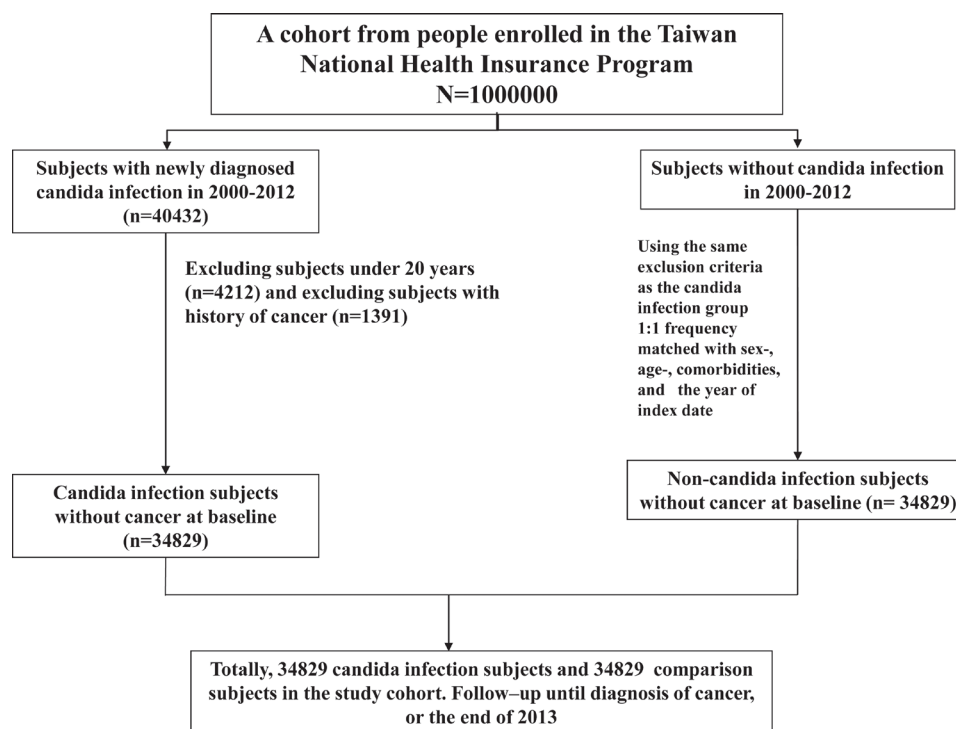 A cohort from people enrolled in the Taiwan
National Health Insurance Program
N=1000000
Subjects with newly diagnosed
candida infection in 2000-2012
(n=40432)
Subjects without candida infection
in 2000-2012
Excluding subjects under 20 years
(n=4212) and excluding subjects with
history of cancer (n=1391)
Using the same
exclusion criteria
as the candida
infection group
1:1 frequency
matched with sex-,
age-, comorbidities,
and the year of
index date
Candida infection subjects
without cancer at baseline
(n=34829)
Non-candida infection subjects
without cancer at baseline (n= 34829)
Totally, 34829 candida infection subjects and 34829 comparison
subjects in the study cohort. Follow–up until diagnosis of cancer,
or the end of 2013